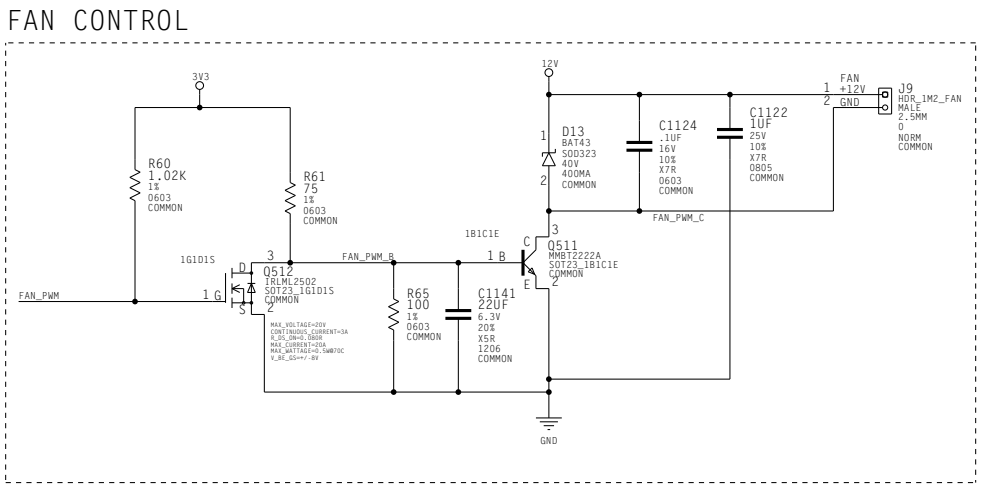 FAN CONTROL
3V3
12V
R60
1.02K
1%
0603
COMMON
R61
75
1%
0603
COMMON
1
2
D13
BAT43
SOD323
40V
400MA
COMMON
C1124
.1UF
16V
10%
X7R
0603
COMMON
C1122
1UF
25V
10%
X7R
0805
COMMON
FAN
1 +12V
2 GND
J9
HDR_1M2_FAN
MALE
2.5MM
0
NORM
COMMON
FAN_PWM_C
1G1D1S
3
D
1 G
S
2
Q512
IRLML2502
SOT23_1G1D1S
COMMON
MAX_VOLTAGE=20V
CONTINUOUS_CURRENT=3A
R_DS_ON=0.080R
MAX_CURRENT=20A
MAX_WATTAGE=0.5W@70C
V_BE_GS=+/-8V
FAN_PWM
FAN_PWM_B
R65
100
1%
0603
COMMON
C1141
22UF
6.3V
20%
X5R
1206
COMMON
1B1C1E
1 B
C
3
E
2
Q511
MMBT2222A
SOT23_1B1C1E
COMMON
GND